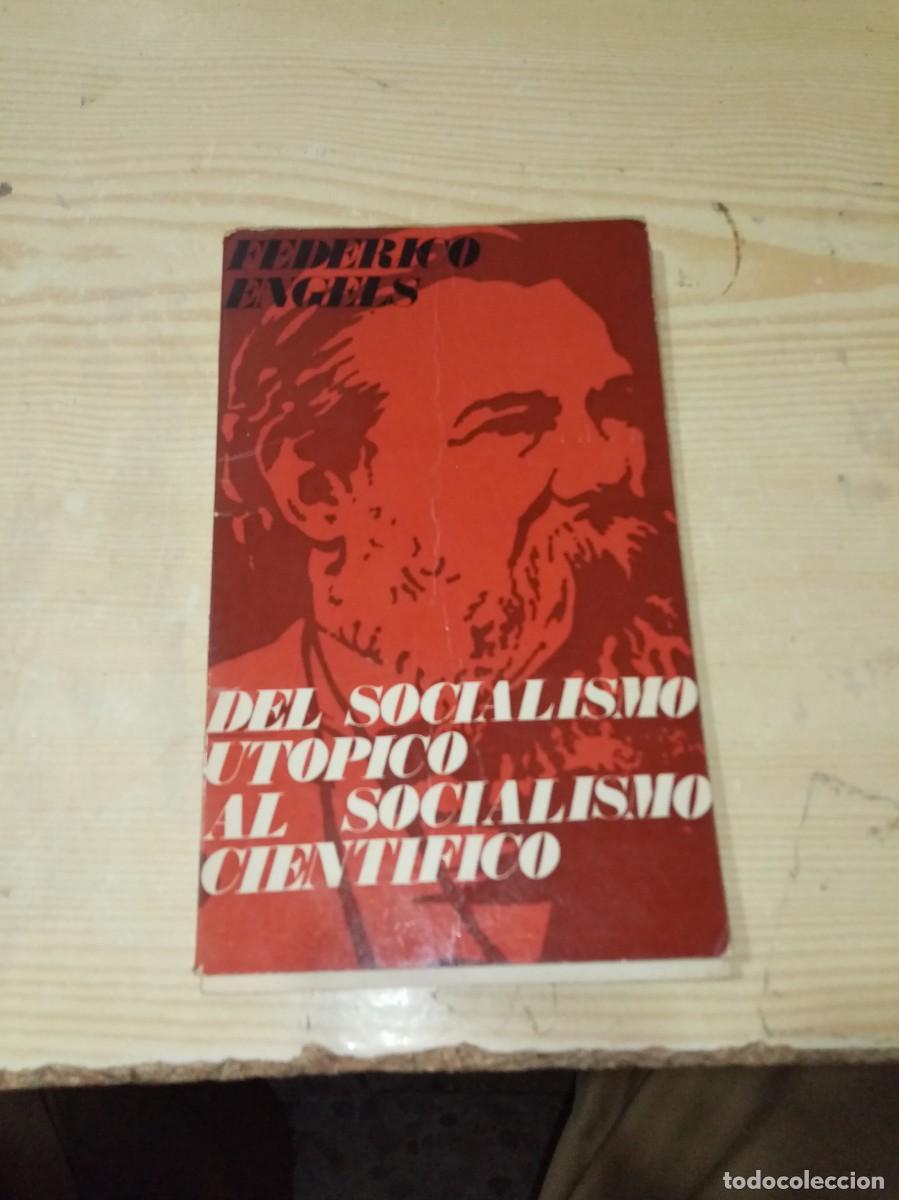 FEDERICO
ENGELS
DEL SOCIALISMO
UTOPICO
AL SOCIALISMO
CIENTIFICO
todocoleccion